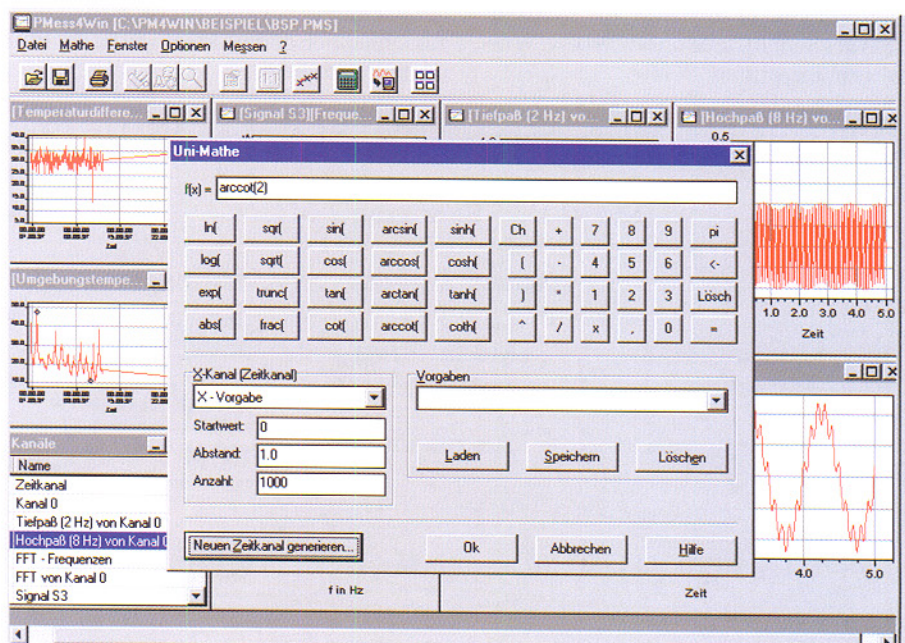 PMess4Win [C:\PM4WIN\BEISPIEL\BSP.PMS]
Datei Mathe Fenster Optionen Messen ?
[Temperaturdiffere...
[Signal S3][Freque...
[Tiefpaß (2 Hz) vo...
[Hochpaß (8 Hz) vo...
0.5
Zeit
[Umgebungstempe...
1.0 2.0 3.0 4.0 5.0
Zeit
Uni-Mathe
f(x) = arccot(2)
ln( sqr( sin( arcsin( sinh( Ch + 7 8 9 pi
log( sqrt( cos( arccos( cosh( ( - 4 5 6 <-
exp( trunc( tan( arctan( tanh( ) * 1 2 3 Lösch
abs( frac( cot( arccot( coth( ^ / x , 0 =
X-Kanal (Zeitkanal)
X - Vorgabe
Startwert: 0
Abstand: 1.0
Anzahl: 1000
Vorgaben
Laden Speichern Löschen
Neuen Zeitkanal generieren... Ok Abbrechen Hilfe
Kanäle
Name
Zeitkanal
Kanal 0
Tiefpaß (2 Hz) von Kanal 0
Hochpaß (8 Hz) von Kanal
FFT - Frequenzen
FFT von Kanal 0
Signal S3
f in Hz
4.0 5.0
Zeit